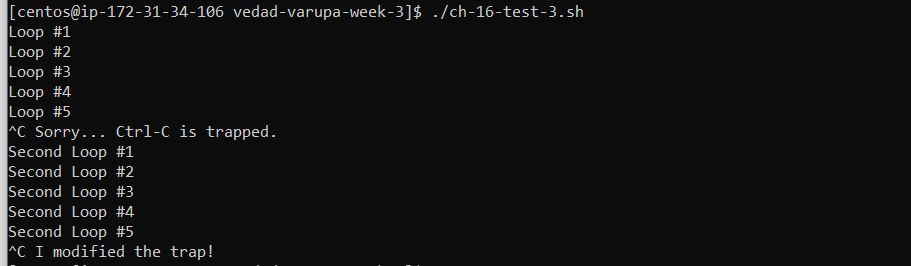 [centos@ip-172-31-34-106 vedad-varupa-week-3]$ ./ch-16-test-3.sh
Loop #1
Loop #2
Loop #3
Loop #4
Loop #5
^C Sorry... Ctrl-C is trapped.
Second Loop #1
Second Loop #2
Second Loop #3
Second Loop #4
Second Loop #5
^C I modified the trap!